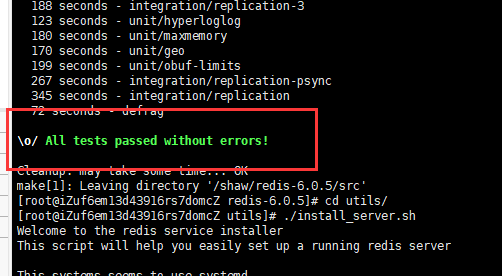 188 seconds - integration/replication-3
123 seconds - unit/hyperloglog
180 seconds - unit/maxmemory
170 seconds - unit/geo
199 seconds - unit/obuf-limits
267 seconds - integration/replication-psync
345 seconds - integration/replication
72 seconds - defrag
\o/ All tests passed without errors!
Cleanup: may take some time... OK
make[1]: Leaving directory '/shaw/redis-6.0.5/src'
[root@iZuf6em13d43916rs7domcZ redis-6.0.5]# cd utils/
[root@iZuf6em13d43916rs7domcZ utils]# ./install_server.sh
Welcome to the redis service installer
This script will help you easily set up a running redis server
This systems seems to use systemd